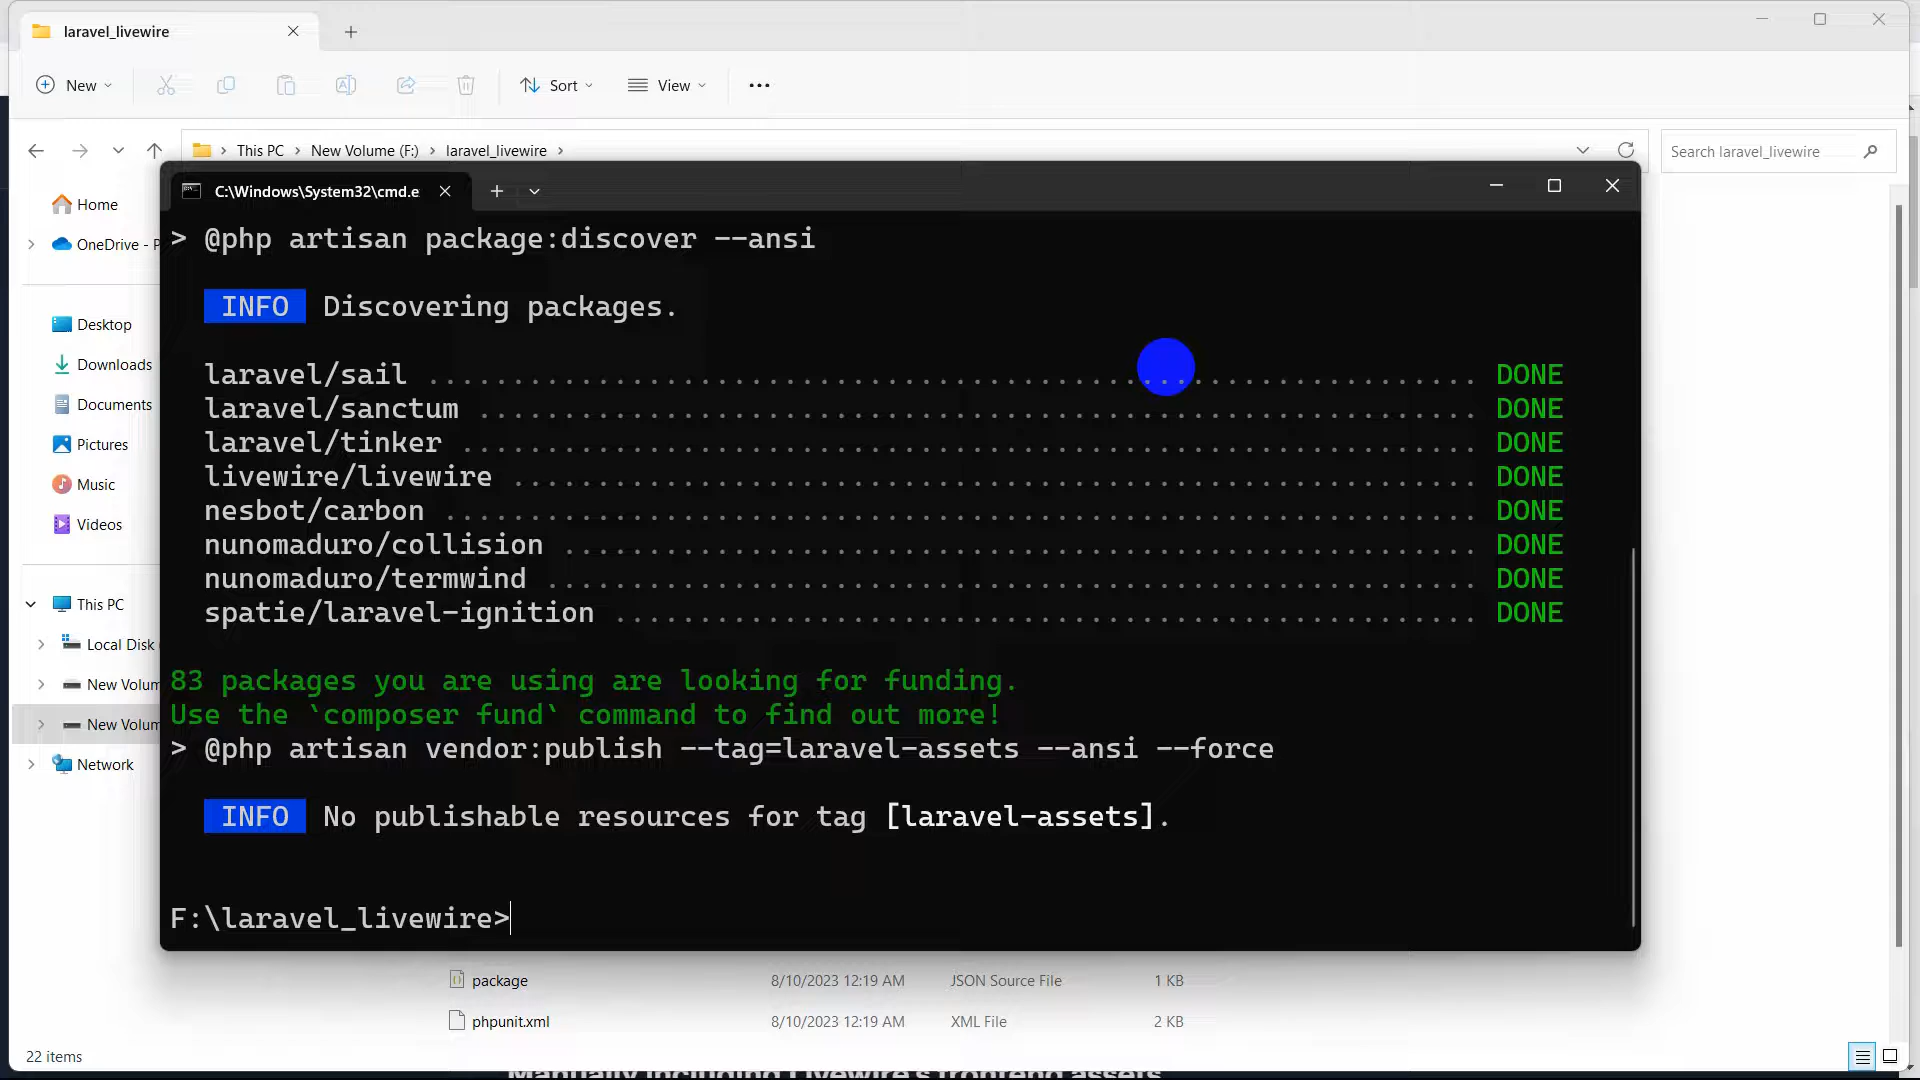 laravel_livewire
New
Sort
View
This PC > New Volume (F:) > laravel_livewire >
Search laravel_livewire
C:\Windows\System32\cmd.e
Home
OneDrive - P
Desktop
Downloads
Documents
Pictures
Music
Videos
This PC
Local Disk
New Volum
New Volum
Network
> @php artisan package:discover --ansi
INFO Discovering packages.
laravel/sail ............................................................... DONE
laravel/sanctum ............................................................ DONE
laravel/tinker ............................................................. DONE
livewire/livewire .......................................................... DONE
nesbot/carbon .............................................................. DONE
nunomaduro/collision ....................................................... DONE
nunomaduro/termwind ........................................................ DONE
spatie/laravel-ignition .................................................... DONE
83 packages you are using are looking for funding.
Use the `composer fund` command to find out more!
> @php artisan vendor:publish --tag=laravel-assets --ansi --force
INFO No publishable resources for tag [laravel-assets].
F:\laravel_livewire>
package 8/10/2023 12:19 AM JSON Source File 1 KB
phpunit.xml 8/10/2023 12:19 AM XML File 2 KB
22 items
Manually including Livewire's frontend assets